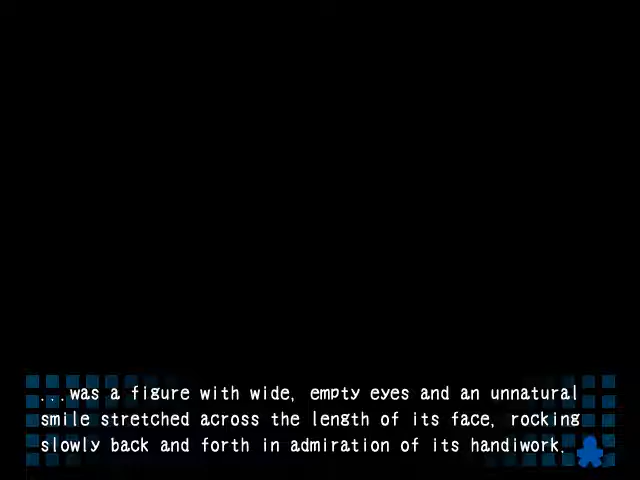 ...was a figure with wide, empty eyes and an unnatural
smile stretched across the length of its face, rocking
slowly back and forth in admiration of its handiwork.